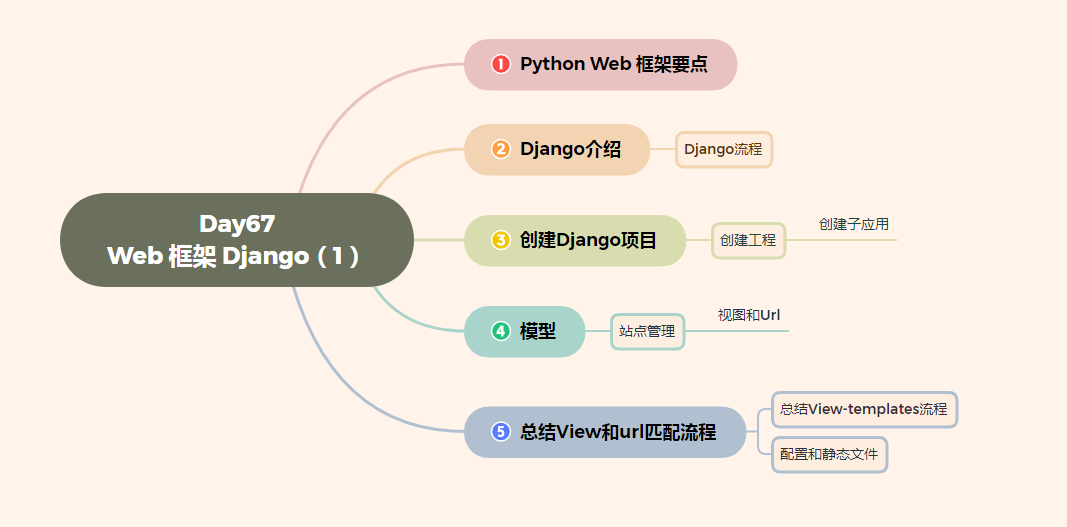 Day67
Web 框架 Django（1）
1 Python Web 框架要点
2 Django介绍
Django流程
3 创建Django项目
创建工程
创建子应用
4 模型
站点管理
视图和Url
5 总结View和url匹配流程
总结View-templates流程
配置和静态文件